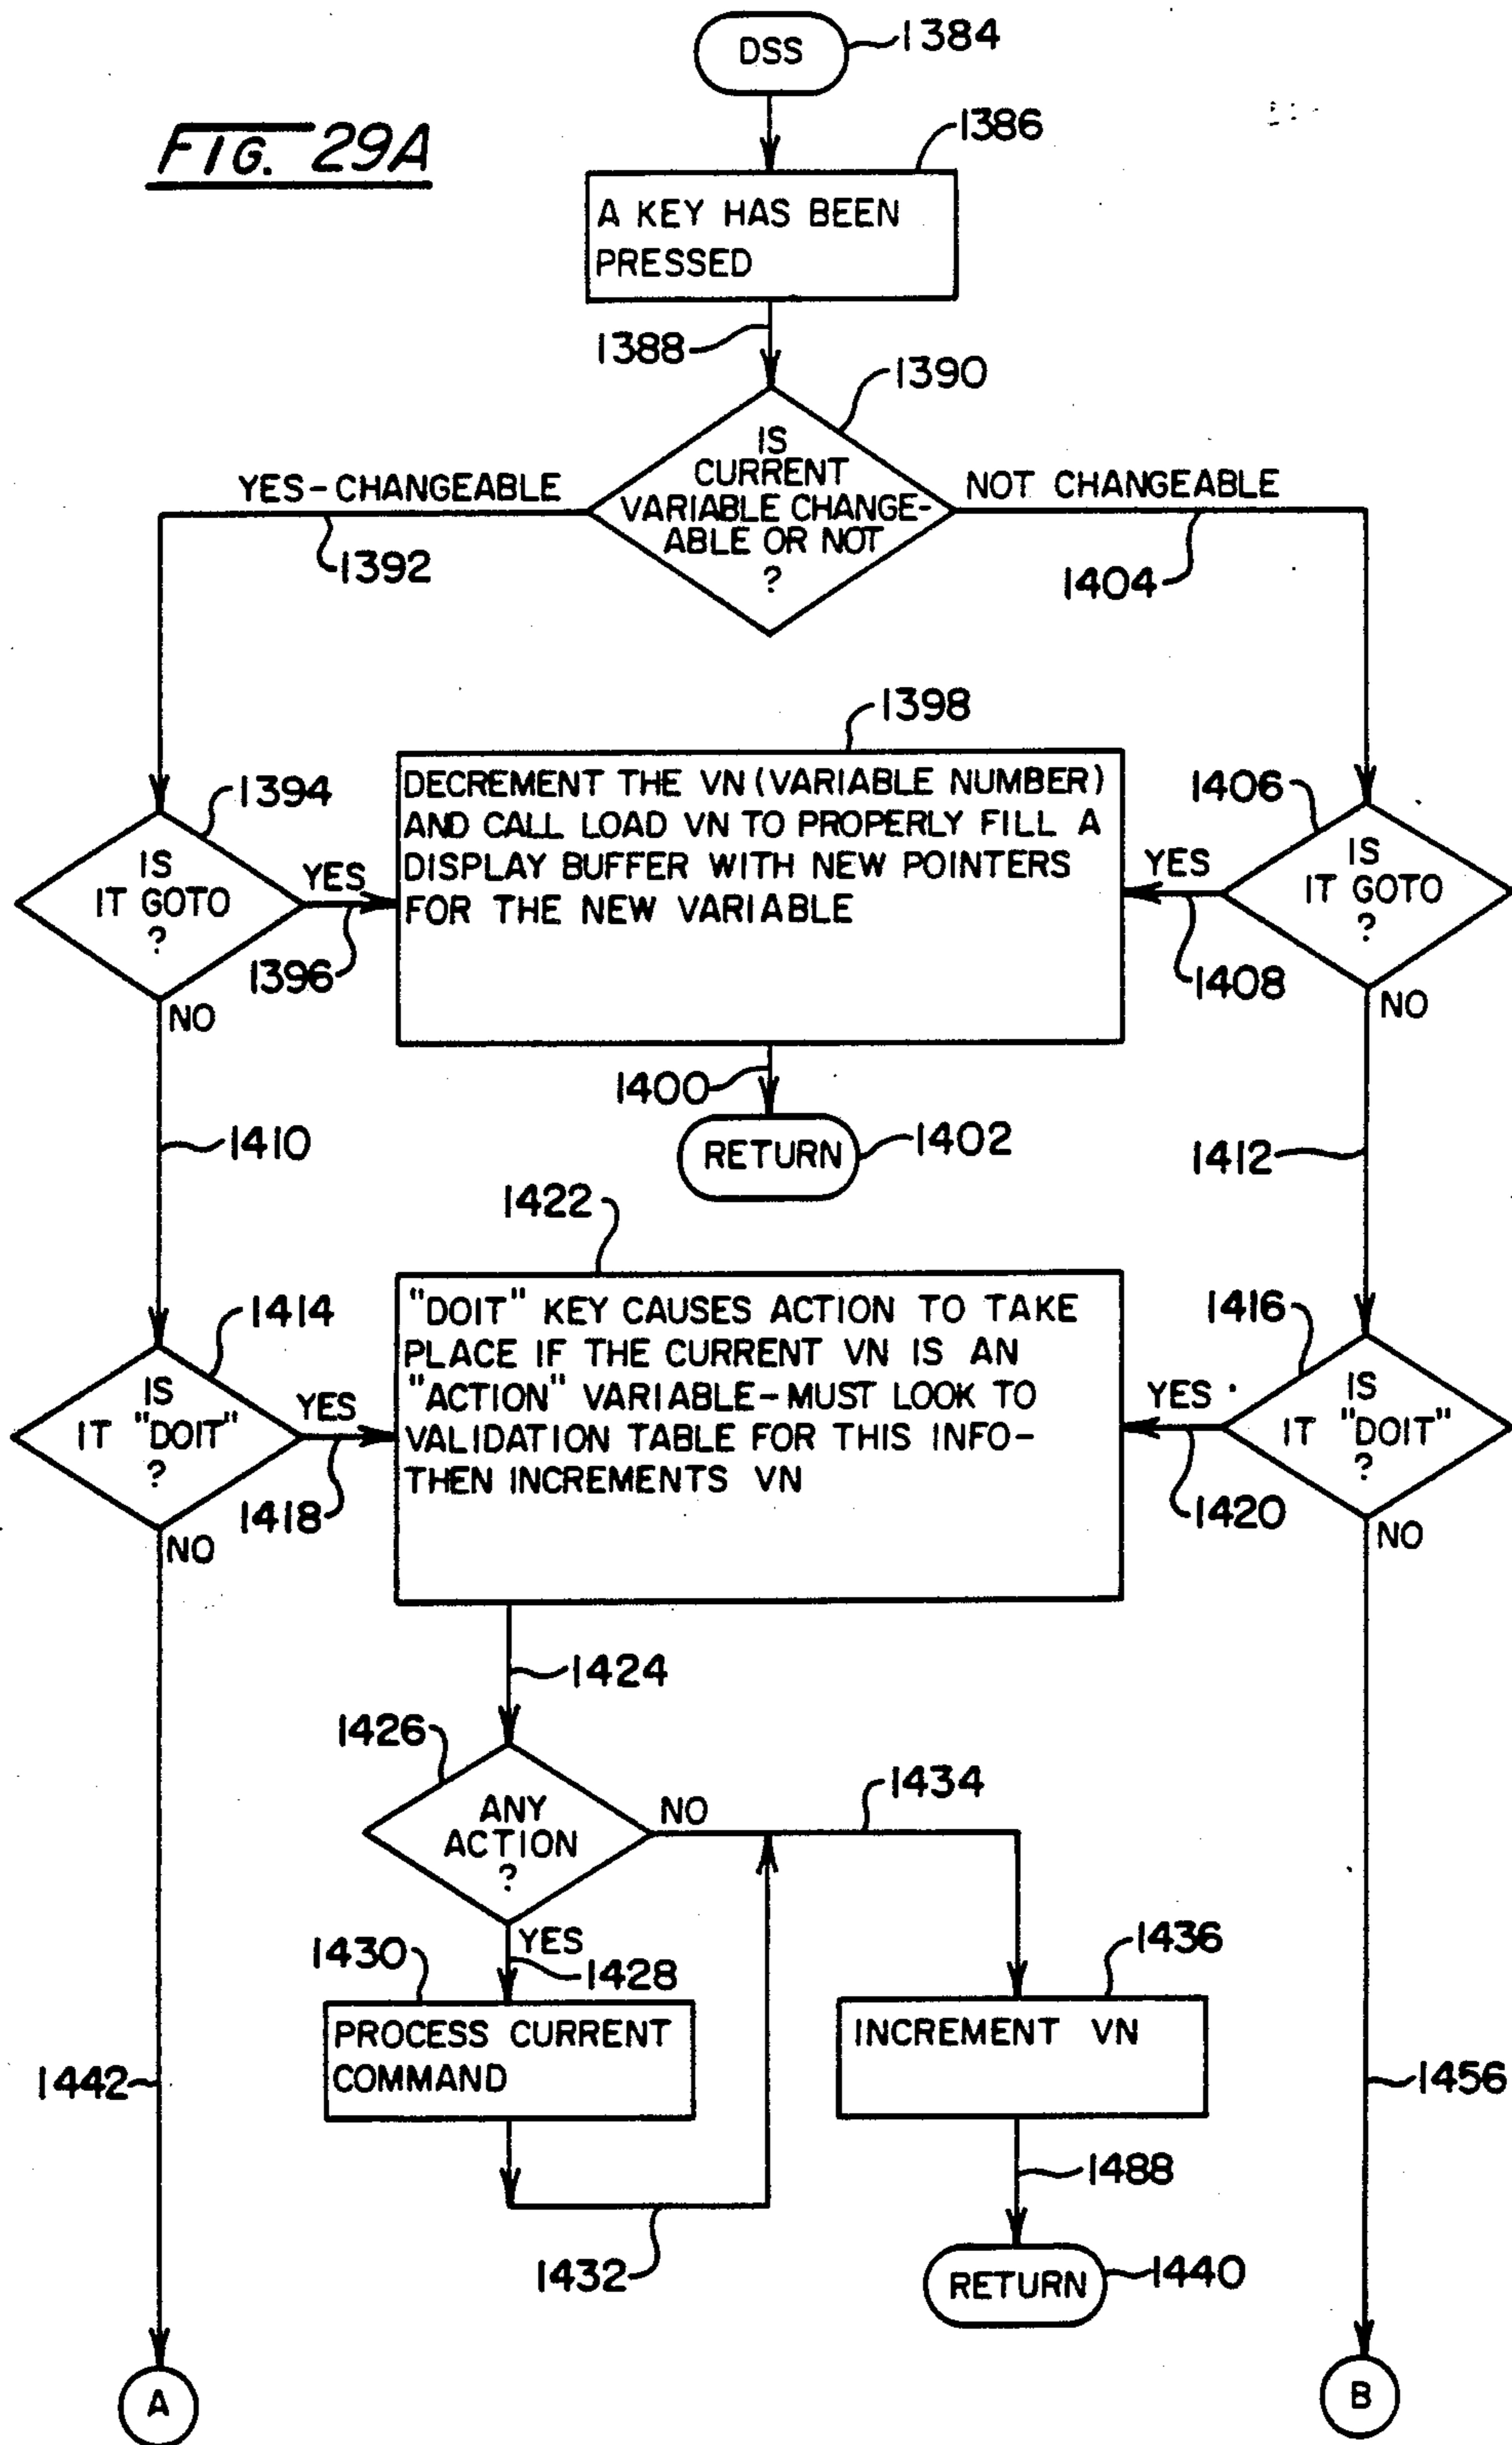 DSS
1384
FIG. 29A
1386
A KEY HAS BEEN
PRESSED
1388
1390
IS
CURRENT
VARIABLE CHANGE-
ABLE OR NOT
?
YES-CHANGEABLE
NOT CHANGEABLE
1392
1404
1398
DECREMENT THE VN (VARIABLE NUMBER)
AND CALL LOAD VN TO PROPERLY FILL A
DISPLAY BUFFER WITH NEW POINTERS
FOR THE NEW VARIABLE
1394
IS
IT GOTO
?
YES
1396
NO
1406
IS
IT GOTO
?
YES
1408
NO
1400
RETURN
1402
1410
1412
1422
"DOIT" KEY CAUSES ACTION TO TAKE
PLACE IF THE CURRENT VN IS AN
"ACTION" VARIABLE-MUST LOOK TO
VALIDATION TABLE FOR THIS INFO-
THEN INCREMENTS VN
1414
IS
IT "DOIT"
?
YES
1418
NO
1416
IS
IT "DOIT"
?
YES
1420
NO
1424
1426
ANY
ACTION
?
NO
1434
YES
1428
1430
PROCESS CURRENT
COMMAND
1436
INCREMENT VN
1442
1456
1432
1488
RETURN
1440
A
B